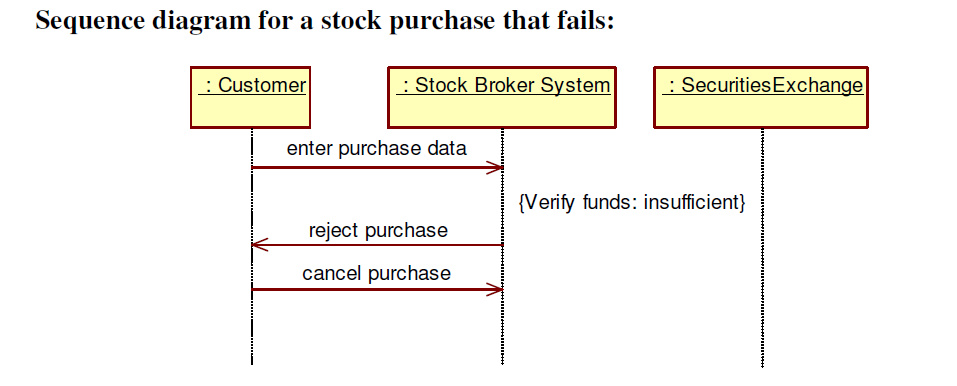 Sequence diagram for a stock purchase that fails:
: Customer
: Stock Broker System
: SecuritiesExchange
enter purchase data
{Verify funds: insufficient}
reject purchase
cancel purchase